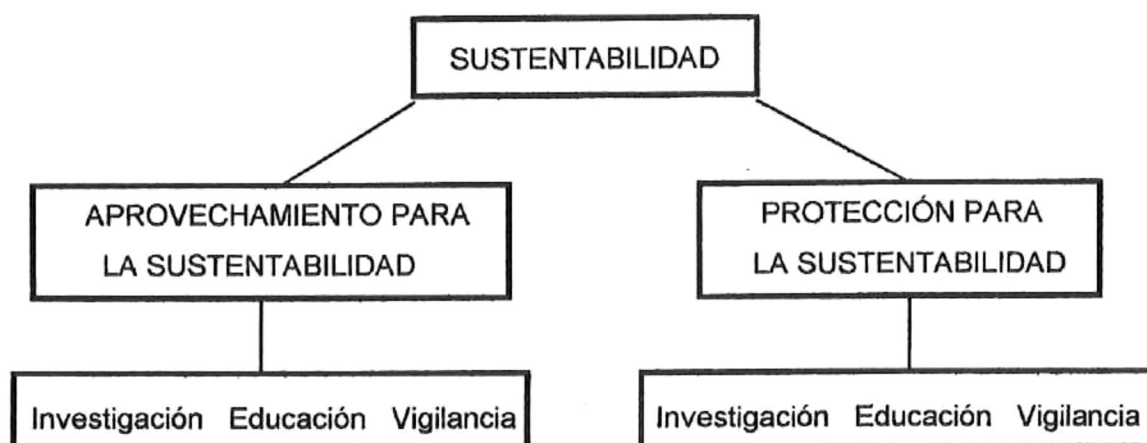 SUSTENTABILIDAD
APROVECHAMIENTO PARA
LA SUSTENTABILIDAD
PROTECCIÓN PARA
LA SUSTENTABILIDAD
Investigación Educación Vigilancia
Investigación Educación Vigilancia